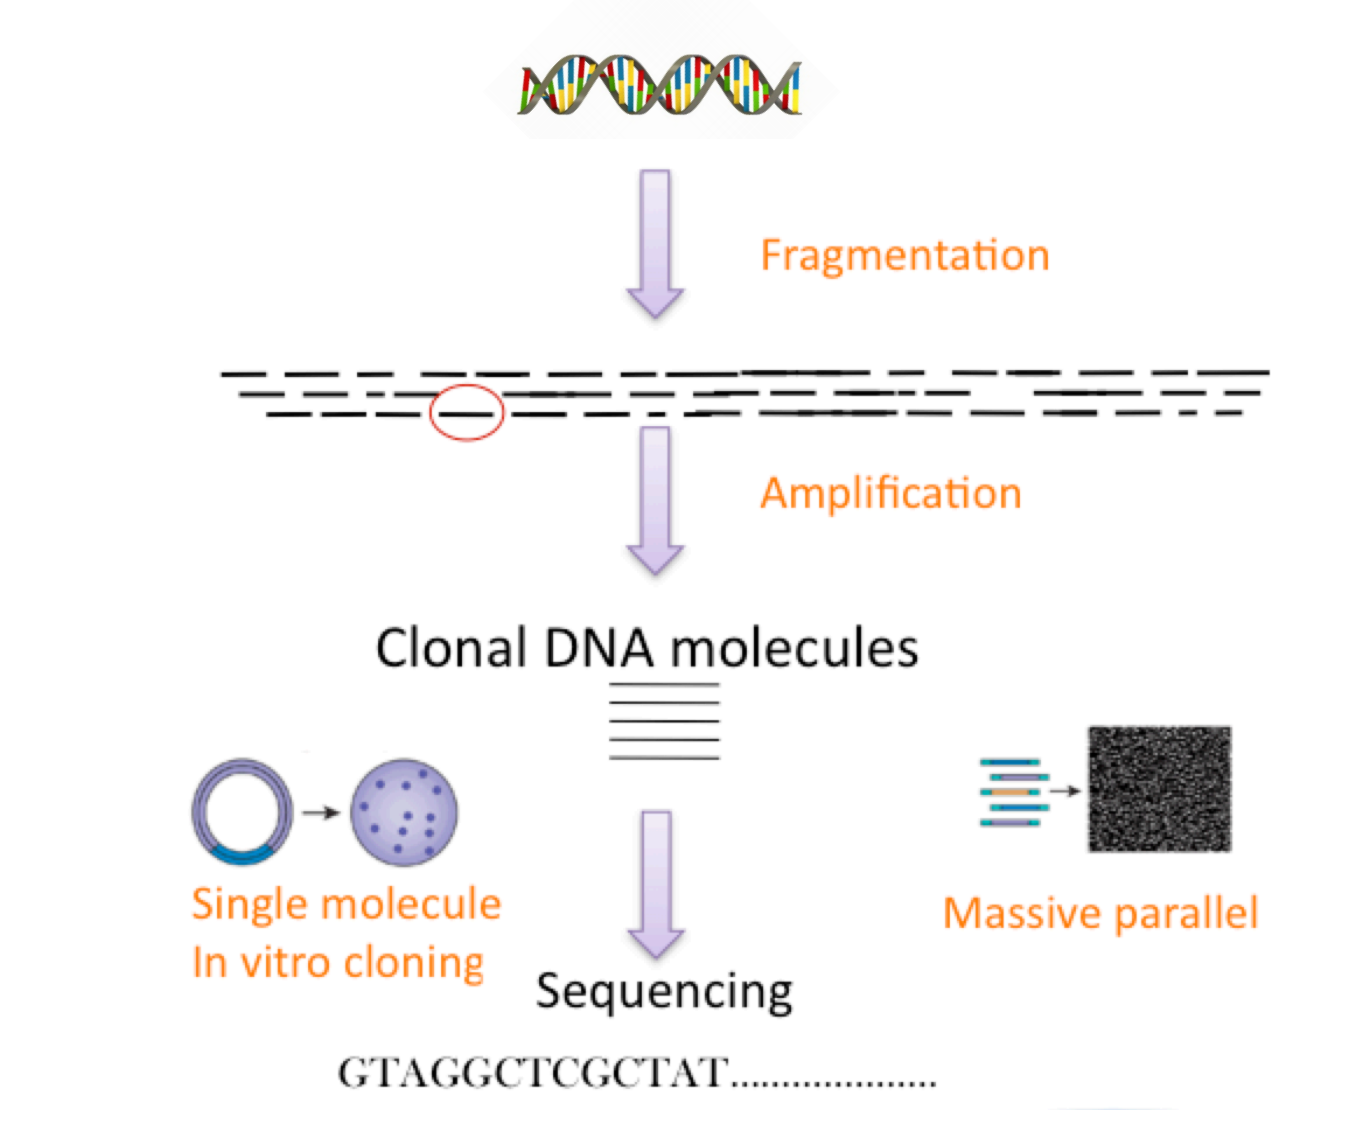 Fragmentation
Amplification
Clonal DNA molecules
Single molecule
In vitro cloning
Massive parallel
Sequencing
GTAGGCTCGCTAT....................